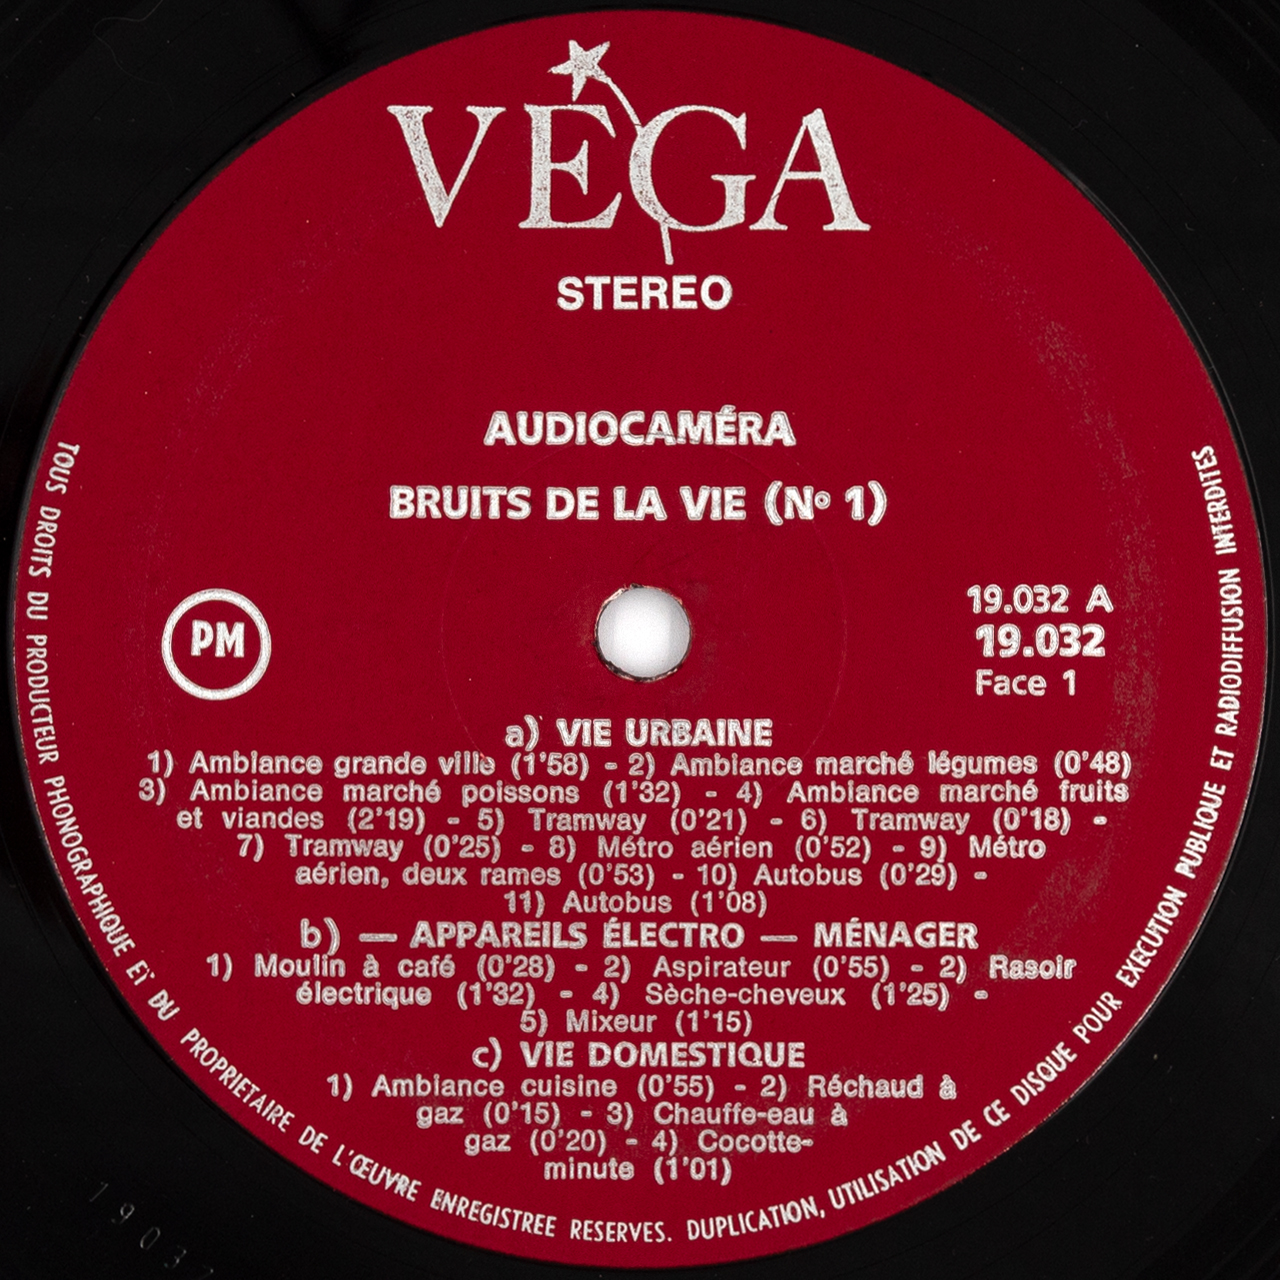 VEGA
STEREO
AUDIOCAMÉRA
BRUITS DE LA VIE (Nº 1)
PM
19.032 A
19.032
Face 1
a) VIE URBAINE
1) Ambiance grande ville (1'58) - 2) Ambiance marché légumes (0'48)
3) Ambiance marché poissons (1'32) - 4) Ambiance marché fruits
et viandes (2'19) - 5) Tramway (0'21) - 6) Tramway (0'18) -
7) Tramway (0'25) - 8) Métro aérien (0'52) - 9) Métro
aérien, deux rames (0'53) - 10) Autobus (0'29) -
11) Autobus (1'08)
b) — APPAREILS ÉLECTRO — MÉNAGER
1) Moulin à café (0'28) - 2) Aspirateur (0'55) - 2) Rasoir
électrique (1'32) - 4) Sèche-cheveux (1'25) -
5) Mixeur (1'15)
c) VIE DOMESTIQUE
1) Ambiance cuisine (0'55) - 2) Réchaud à
gaz (0'15) - 3) Chauffe-eau à
gaz (0'20) - 4) Cocotte-
minute (1'01)
TOUS DROITS DU PRODUCTEUR PHONOGRAPHIQUE ET DU PROPRIETAIRE DE L'ŒUVRE ENREGISTREE RESERVES. DUPLICATION, UTILISATION DE CE DISQUE POUR EXECUTION PUBLIQUE ET RADIODIFFUSION INTERDITES